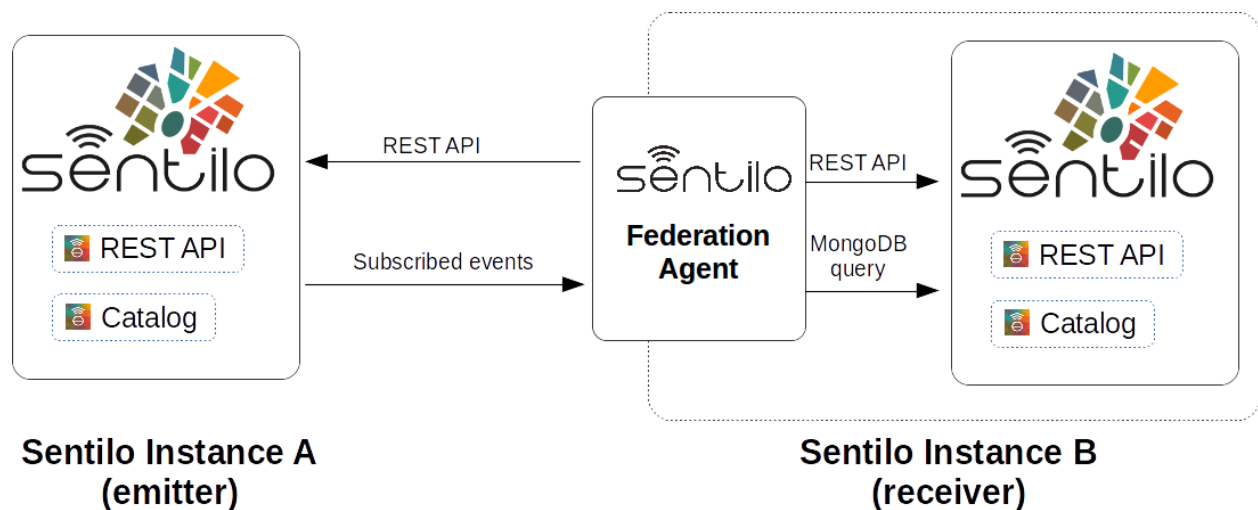 sentilo
REST API
Catalog
Sentilo Instance A
(emitter)
REST API
Subscribed events
sentilo
Federation
Agent
REST API
MongoDB
query
sentilo
REST API
Catalog
Sentilo Instance B
(receiver)